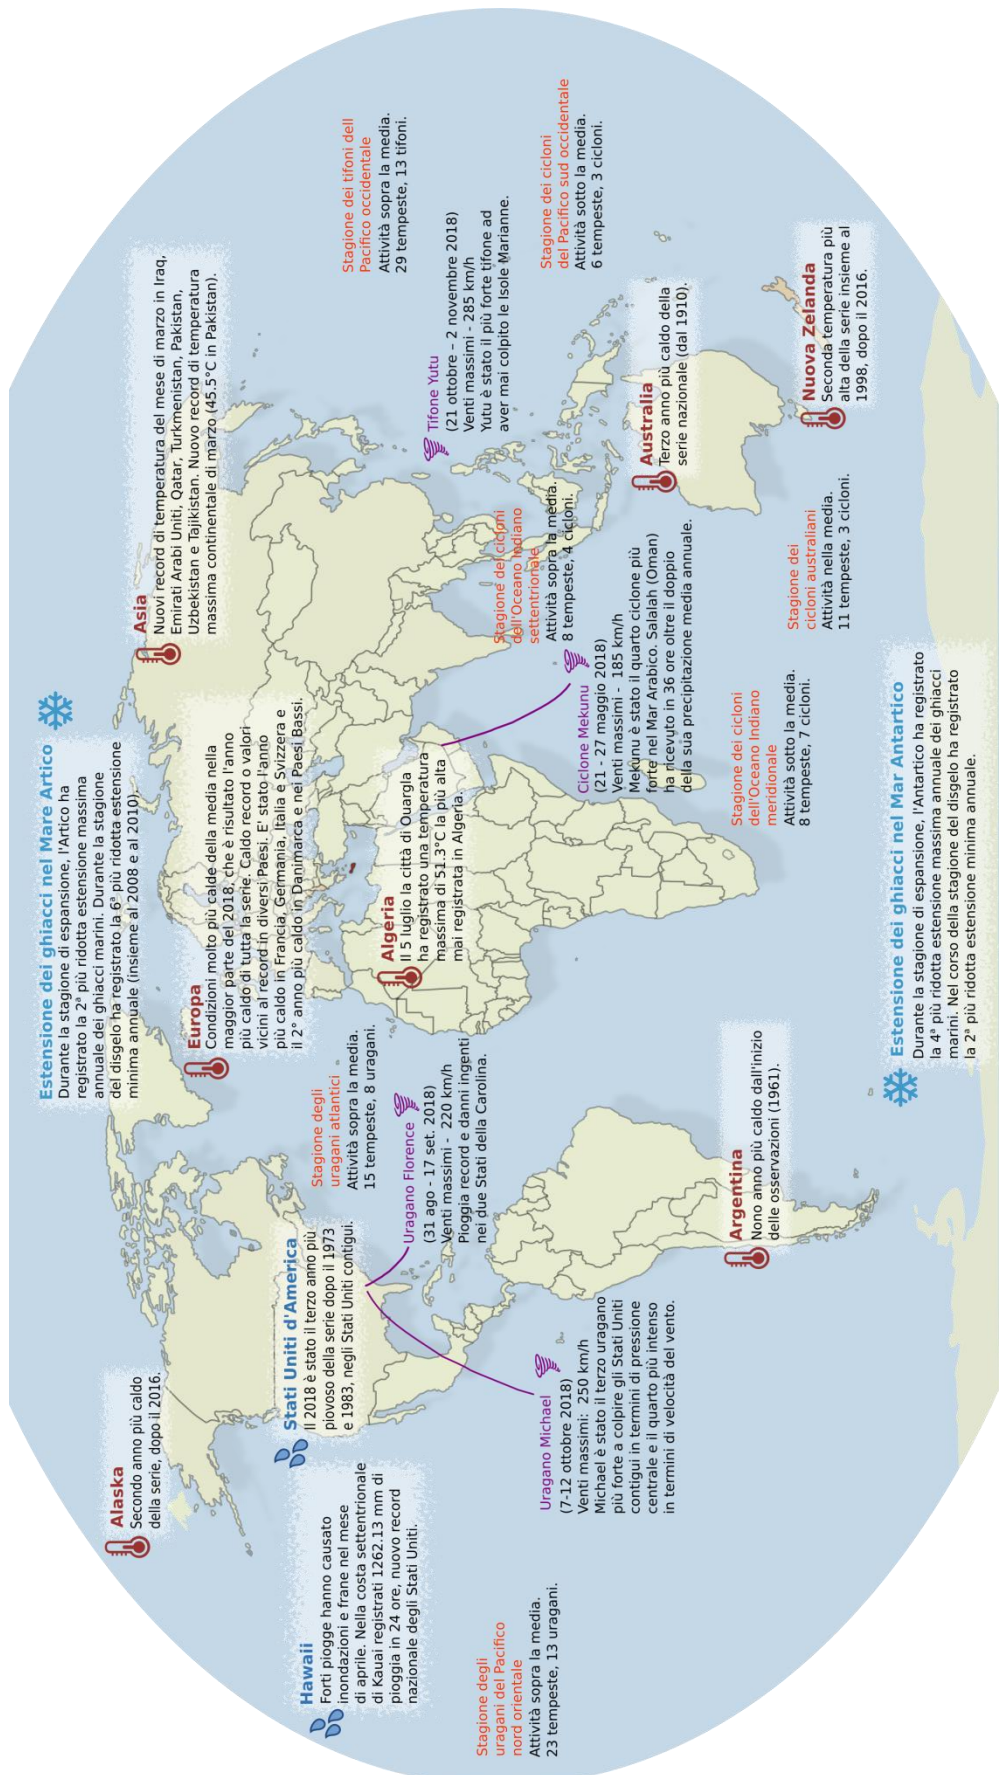 Estensione dei ghiacci nel Mare Artico
Durante la stagione di espansione, l'Artico ha
registrato la 2ª più ridotta estensione massima
annuale dei ghiacci marini. Durante la stagione
del disgelo ha registrato la 6ª più ridotta estensione
minima annuale (insieme al 2008 e al 2010).
Alaska
Secondo anno più caldo
della serie, dopo il 2016.
Asia
Nuovi record di temperatura del mese di marzo in Iraq,
Emirati Arabi Uniti, Qatar, Turkmenistan, Pakistan,
Uzbekistan e Tajikistan. Nuovo record di temperatura
massima continentale di marzo (45.5°C in Pakistan).
Europa
Condizioni molto più calde della media nella
maggior parte del 2018, che è risultato l'anno
più caldo di tutta la serie. Caldo record o valori
vicini al record in diversi Paesi. E' stato l'anno
più caldo in Francia, Germania, Italia e Svizzera e
il 2° anno più caldo in Danimarca e nei Paesi Bassi.
Stati Uniti d'America
Il 2018 è stato il terzo anno più
piovoso della serie dopo il 1973
e 1983, negli Stati Uniti contigui.
Hawaii
Forti piogge hanno causato
inondazioni e frane nel mese
di aprile. Nella costa settentrionale
di Kauai registrati 1262.13 mm di
pioggia in 24 ore, nuovo record
nazionale degli Stati Uniti.
Stagione degli
uragani atlantici
Attività sopra la media.
15 tempeste, 8 uragani.
Stagione dei tifoni dell
Pacifico occidentale
Attività sopra la media.
29 tempeste, 13 tifoni.
Algeria
Il 5 luglio la città di Ouargla
ha registrato una temperatura
massima di 51.3°C la più alta
mai registrata in Algeria.
Uragano Florence
(31 ago - 17 set. 2018)
Venti massimi - 220 km/h
Pioggia record e danni ingenti
nei due Stati della Carolina.
Tifone Yutu
(21 ottobre – 2 novembre 2018)
Venti massimi - 285 km/h
Yutu è stato il più forte tifone ad
aver mai colpito le Isole Marianne.
Stagione degli
uragani del Pacifico
nord orientale
Attività sopra la media.
23 tempeste, 13 uragani.
Stagione dei cicloni
dell'Oceano Indiano
settentrionale
Attività sopra la media.
8 tempeste, 4 cicloni.
Uragano Michael
(7-12 ottobre 2018)
Venti massimi: 250 km/h
Michael è stato il terzo uragano
più forte a colpire gli Stati Uniti
contigui in termini di pressione
centrale e il quarto più intenso
in termini di velocità del vento.
Stagione dei cicloni
del Pacifico sud occidentale
Attività sotto la media.
6 tempeste, 3 cicloni.
Ciclone Mekunu
(21 - 27 maggio 2018)
Venti massimi - 185 km/h
Mekunu è stato il quarto ciclone più
forte nel Mar Arabico. Salalah (Oman)
ha ricevuto in 36 ore oltre il doppio
della sua precipitazione media annuale.
Australia
Terzo anno più caldo della
serie nazionale (dal 1910).
Argentina
Nono anno più caldo dall'inizio
delle osservazioni (1961).
Stagione dei cicloni
dell'Oceano Indiano
meridionale
Attività sotto la media.
8 tempeste, 7 cicloni.
Stagione dei
cicloni australiani
Attività nella media.
11 tempeste, 3 cicloni.
Nuova Zelanda
Seconda temperatura più
alta della serie insieme al
1998, dopo il 2016.
Estensione dei ghiacci nel Mar Antartico
Durante la stagione di espansione, l'Antartico ha registrato
la 4ª più ridotta estensione massima annuale dei ghiacci
marini. Nel corso della stagione del disgelo ha registrato
la 2ª più ridotta estensione minima annuale.